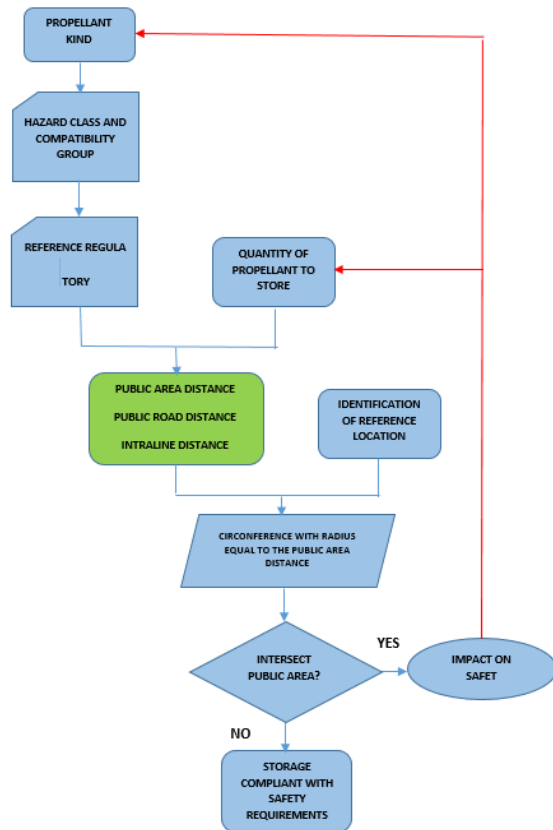 PROPELLANT
KIND
HAZARD CLASS AND
COMPATIBILITY
GROUP
REFERENCE REGULA
TORY
QUANTITY OF
PROPELLANT TO
STORE
PUBLIC AREA DISTANCE
PUBLIC ROAD DISTANCE
INTRALINE DISTANCE
IDENTIFICATION
OF REFERENCE
LOCATION
CIRCONFERENCE WITH RADIUS
EQUAL TO THE PUBLIC AREA
DISTANCE
INTERSECT
PUBLIC AREA?
YES
IMPACT ON
SAFET
NO
STORAGE
COMPLIANT WITH
SAFETY
REQUIREMENTS